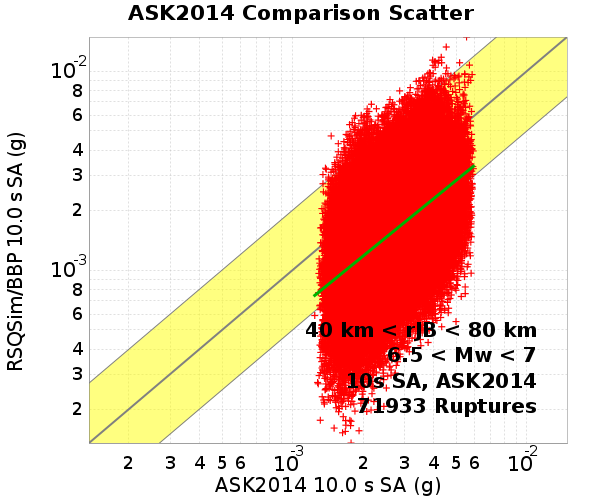 ASK2014 Comparison Scatter
RSQSim/BBP 10.0 s SA (g)
10⁻²
8
6
4
3
2
10⁻³
8
6
4
3
2
40 km < rJB < 80 km
6.5 < Mw < 7
10s SA, ASK2014
71933 Ruptures
2 3 4 5 6 10⁻³ 2 3 4 5 6 10⁻²
ASK2014 10.0 s SA (g)